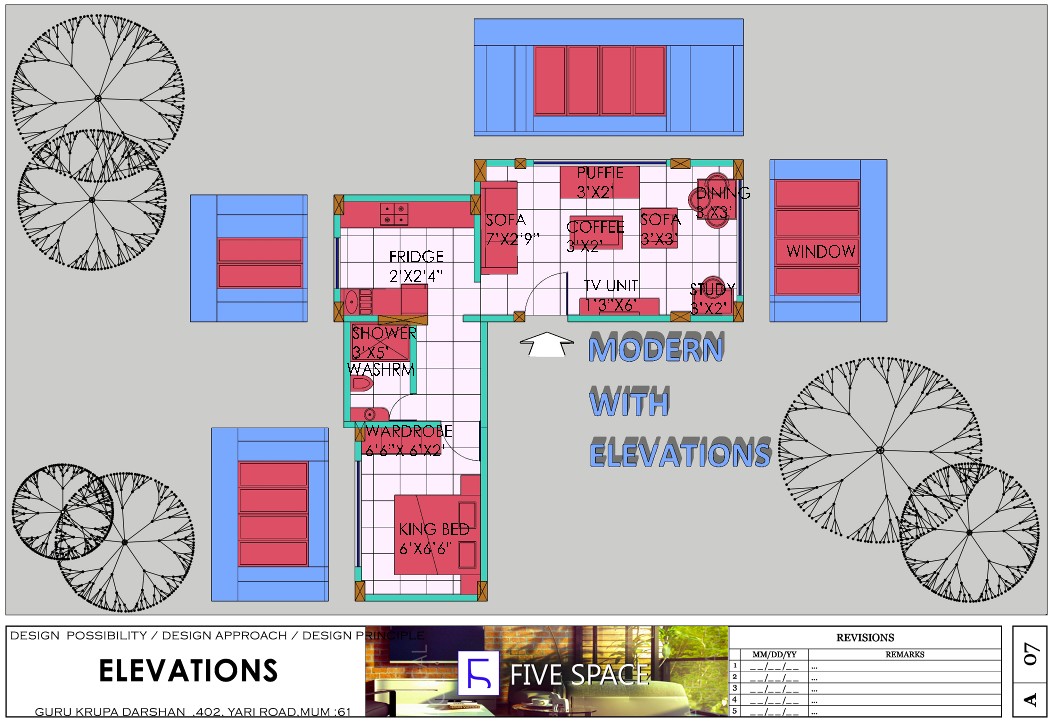 PUFFIE
3'X2'
DINING
3'X3'
SOFA
7'X2'9"
COFFEE
3'X2'
SOFA
3'X3'
WINDOW
FRIDGE
2'X2'4"
TV UNIT
1'3"X6'
STUDY
3'X2'
SHOWER
3'X5'
WASHRM
MODERN
WITH
ELEVATIONS
WARDROBE
6'6"X 6'X2'
KING BED
6'X6'6"
DESIGN POSSIBILITY / DESIGN APPROACH / DESIGN PRINCIPLE
ELEVATIONS
GURU KRUPA DARSHAN ,402, YARI ROAD,MUM :61
FIVE SPACE
REVISIONS
MM/DD/YY REMARKS
1 __/__/__ ...
2 __/__/__ ...
3 __/__/__ ...
4 __/__/__ ...
5 __/__/__ ...
A 07